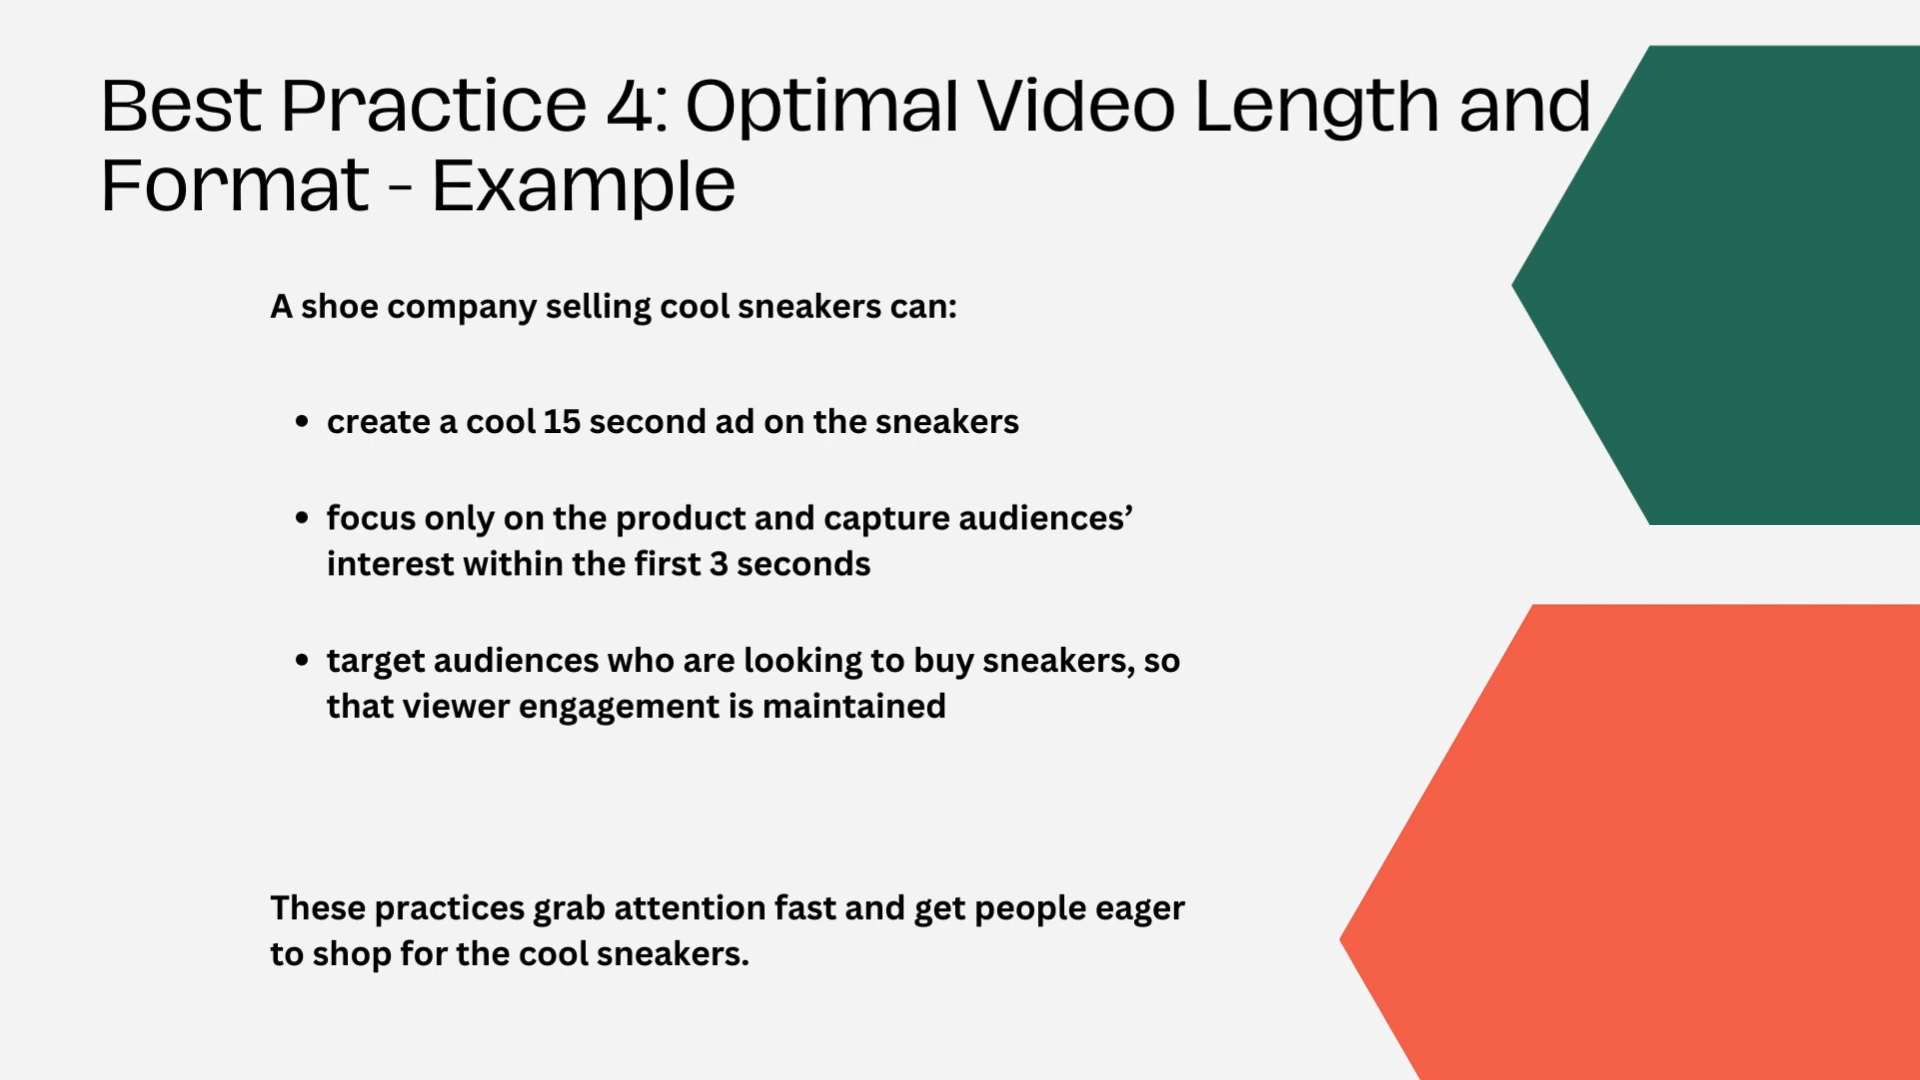 Best Practice 4: Optimal Video Length and
Format - Example
A shoe company selling cool sneakers can:
• create a cool 15 second ad on the sneakers
• focus only on the product and capture audiences’
interest within the first 3 seconds
• target audiences who are looking to buy sneakers, so
that viewer engagement is maintained
These practices grab attention fast and get people eager
to shop for the cool sneakers.